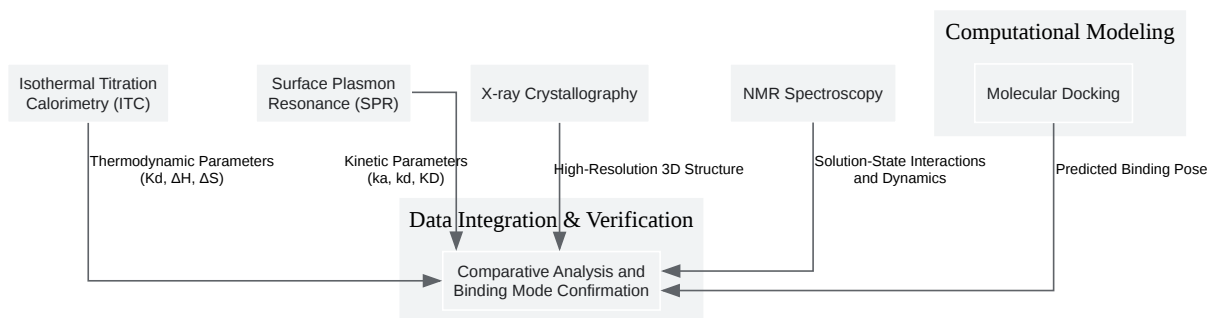 Computational Modeling
Isothermal Titration
Calorimetry (ITC)
Surface Plasmon
Resonance (SPR)
X-ray Crystallography
NMR Spectroscopy
Molecular Docking
Thermodynamic Parameters
(Kd, ΔH, ΔS)
Kinetic Parameters
(ka, kd, KD)
High-Resolution 3D Structure
Solution-State Interactions
and Dynamics
Predicted Binding Pose
Data Integration & Verification
Comparative Analysis and
Binding Mode Confirmation